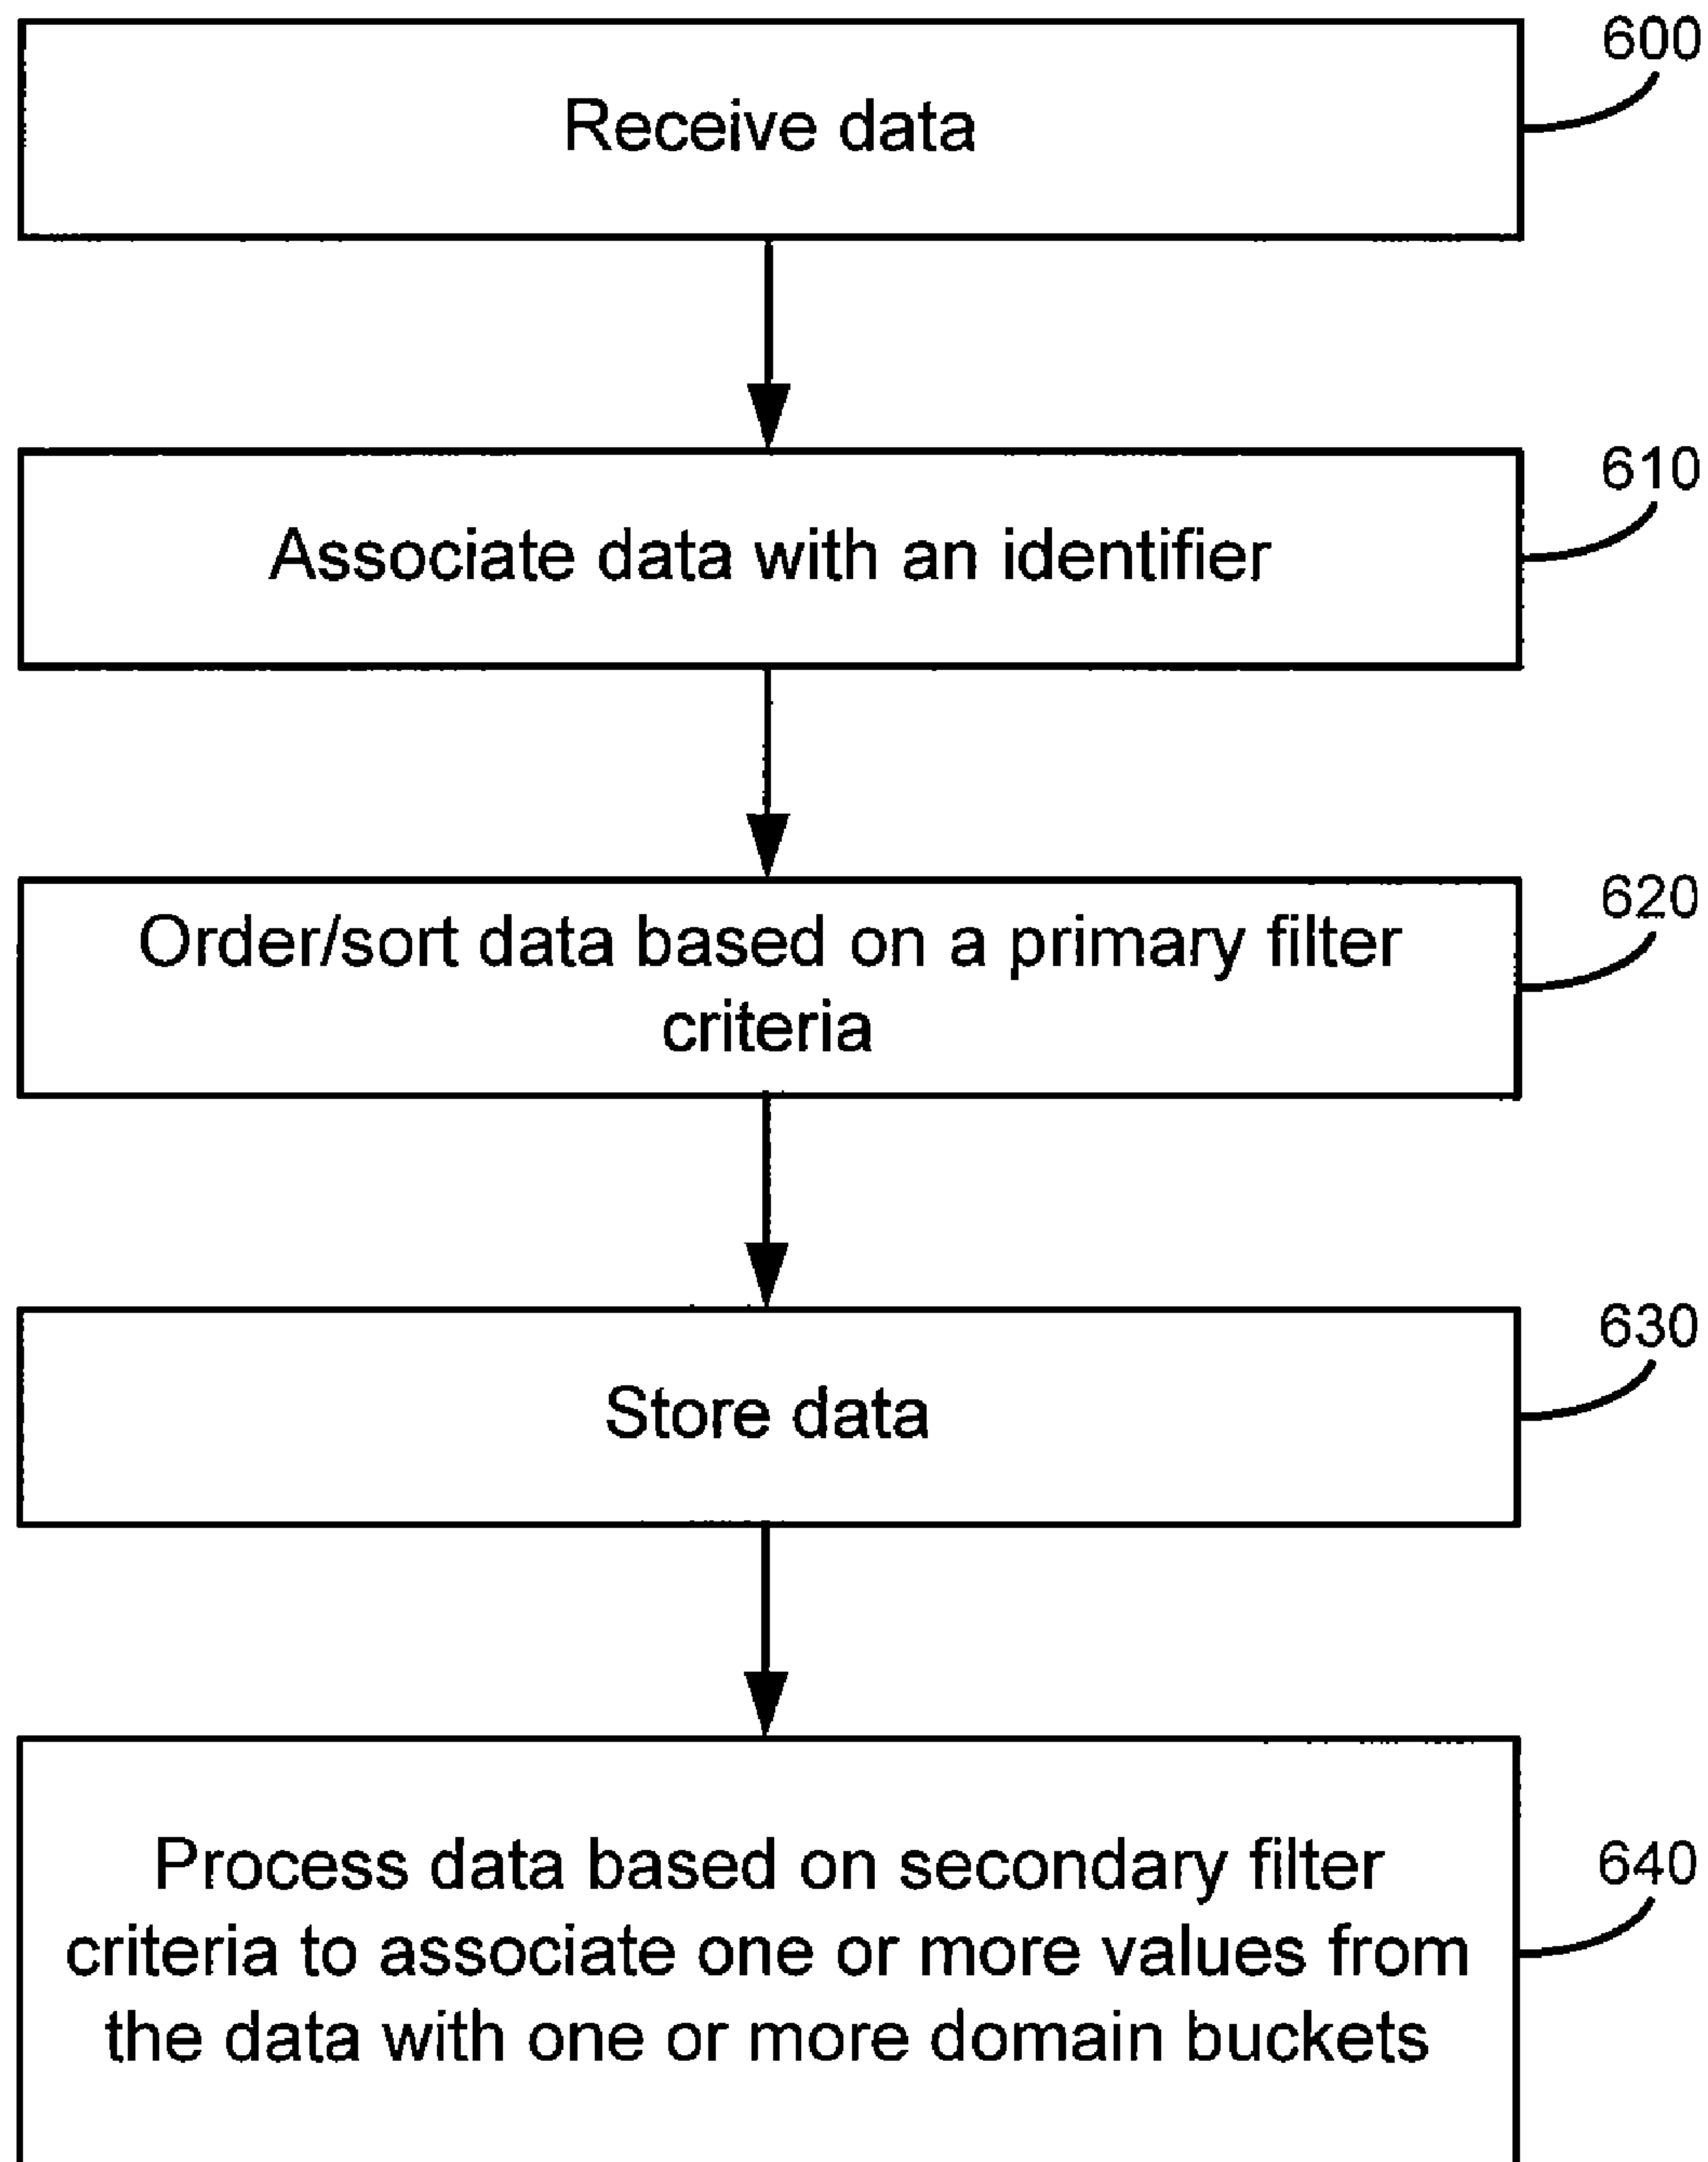 600
Receive data
610
Associate data with an identifier
620
Order/sort data based on a primary filter
criteria
630
Store data
640
Process data based on secondary filter
criteria to associate one or more values from
the data with one or more domain buckets